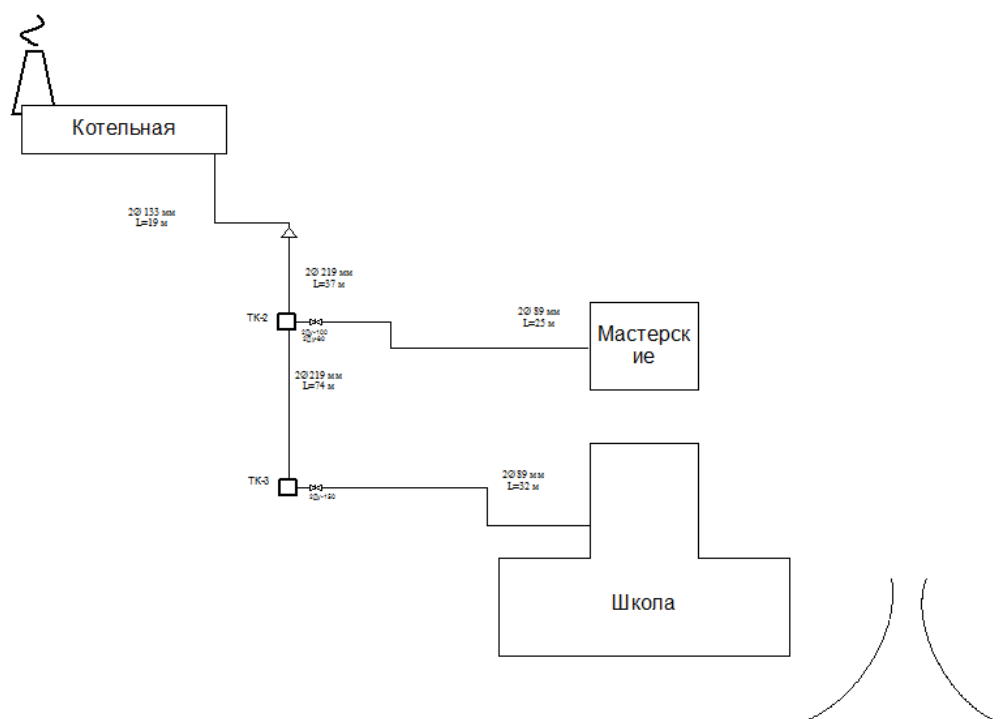 Котельная
2Ø 133 мм
L=19 м
2Ø 219 мм
L=37 м
ТК-2
2Ø 89 мм
L=25 м
Мастерск
ие
2Ø 219 мм
L=74 м
ТК-3
2Ø 89 мм
L=32 м
Школа